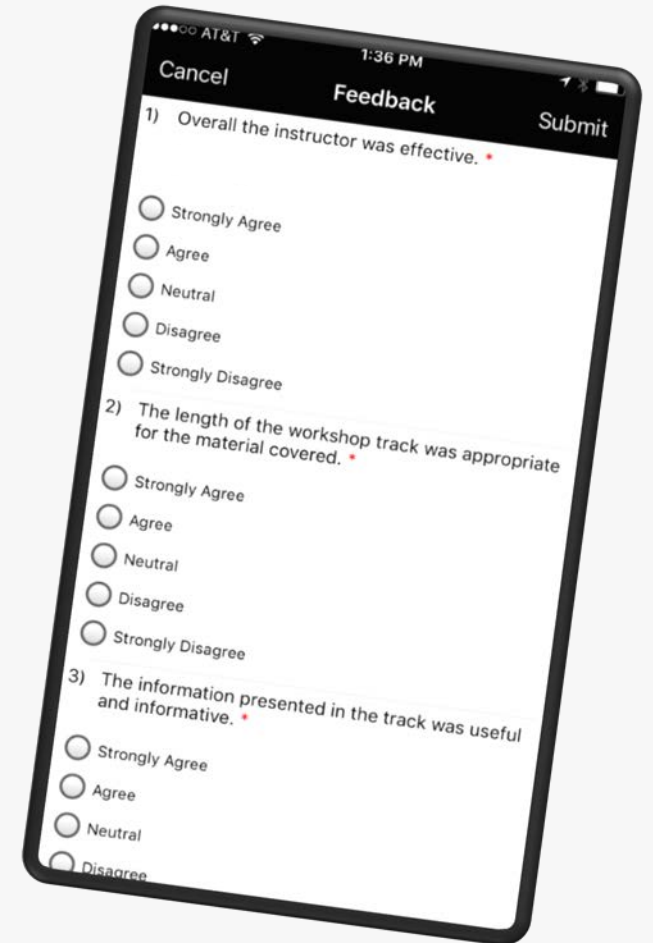 AT&T 1:36 PM
Cancel Feedback Submit
1) Overall the instructor was effective. *
Strongly Agree
Agree
Neutral
Disagree
Strongly Disagree
2) The length of the workshop track was appropriate
for the material covered. *
Strongly Agree
Agree
Neutral
Disagree
Strongly Disagree
3) The information presented in the track was useful
and informative. *
Strongly Agree
Agree
Neutral
Disagree